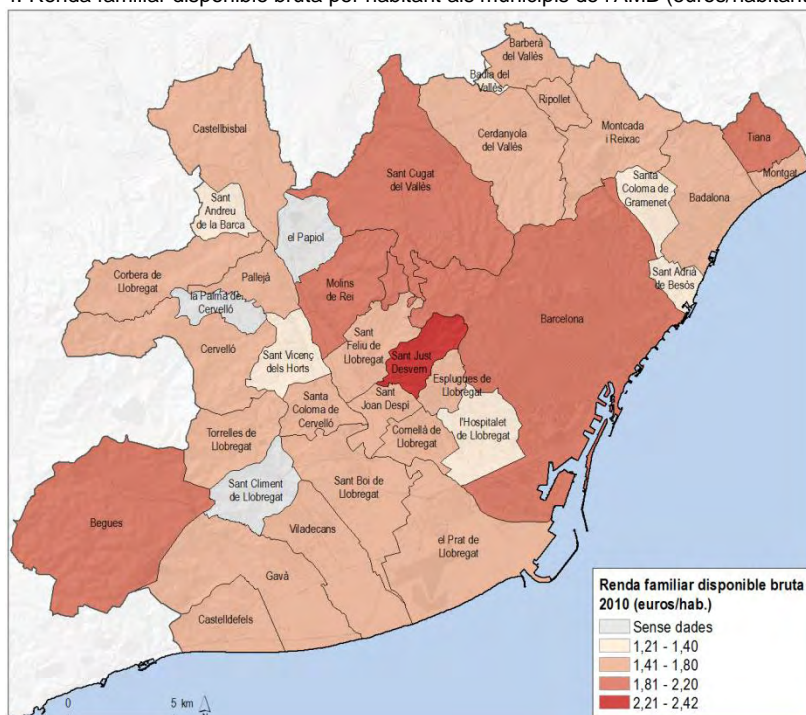 . Renda familiar disponible bruta per habitant als municipis de l'AMB (euros/habitant
Barberà
del Vallès
Badia del
Vallès
Ripollet
Castellbisbal
Cerdanyola
del Vallès
Montcada
i Reixac
Tiana
Montgat
Sant Cugat
del Vallès
Santa
Coloma de
Gramenet
Badalona
Sant
Andreu
de la Barca
el Papiol
Sant Adrià
de Besòs
Corbera de
Llobregat
Pallejà
Molins
de Rei
la Palma de
Cervelló
Barcelona
Cervelló
Sant
Feliu de
Llobregat
Sant Vicenç
dels Horts
Sant Just
Desvern
Esplugues de
Llobregat
Santa
Coloma de
Cervelló
Sant
Joan Despí
Torrelles de
Llobregat
Cornellà de
Llobregat
l'Hospitalet
de Llobregat
Sant Climent
de Llobregat
Sant Boi de
Llobregat
Begues
Viladecans
el Prat de
Llobregat
Gavà
Castelldefels
Renda familiar disponible bruta
2010 (euros/hab.)
Sense dades
1,21 - 1,40
1,41 - 1,80
1,81 - 2,20
2,21 - 2,42
0 5 km